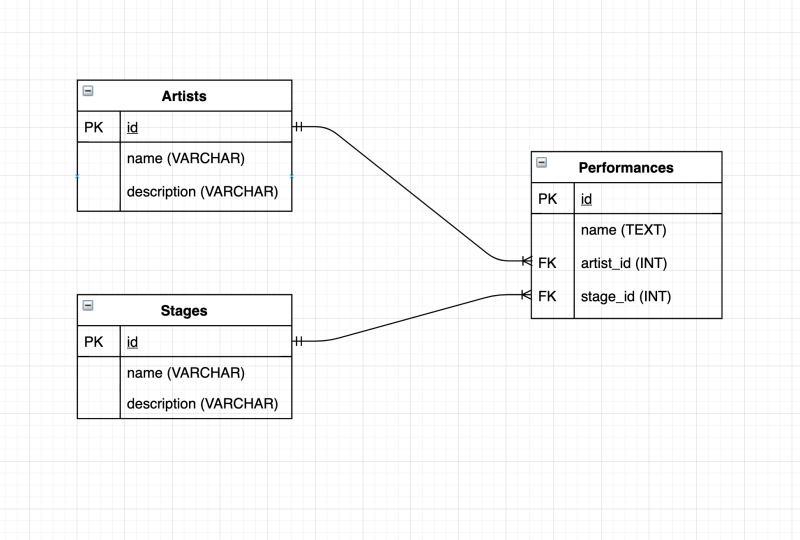 Artists
PK id
name (VARCHAR)
description (VARCHAR)
Performances
PK id
name (TEXT)
FK artist_id (INT)
FK stage_id (INT)
Stages
PK id
name (VARCHAR)
description (VARCHAR)